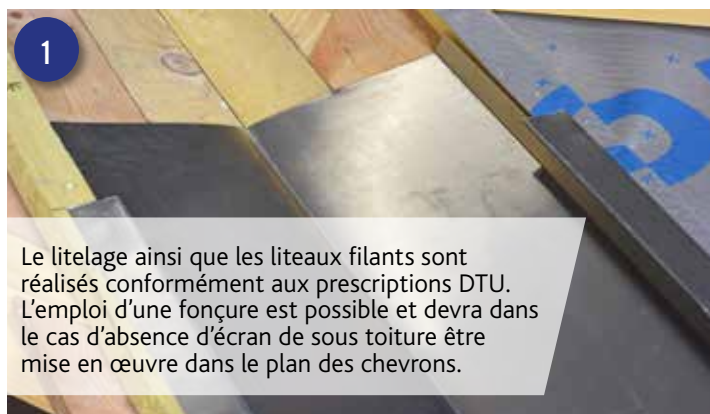 1
Le litelage ainsi que les liteaux filants sont
réalisés conformément aux prescriptions DTU.
L'emploi d'une fonçure est possible et devra dans
le cas d'absence d'écran de sous toiture être
mise en œuvre dans le plan des chevrons.